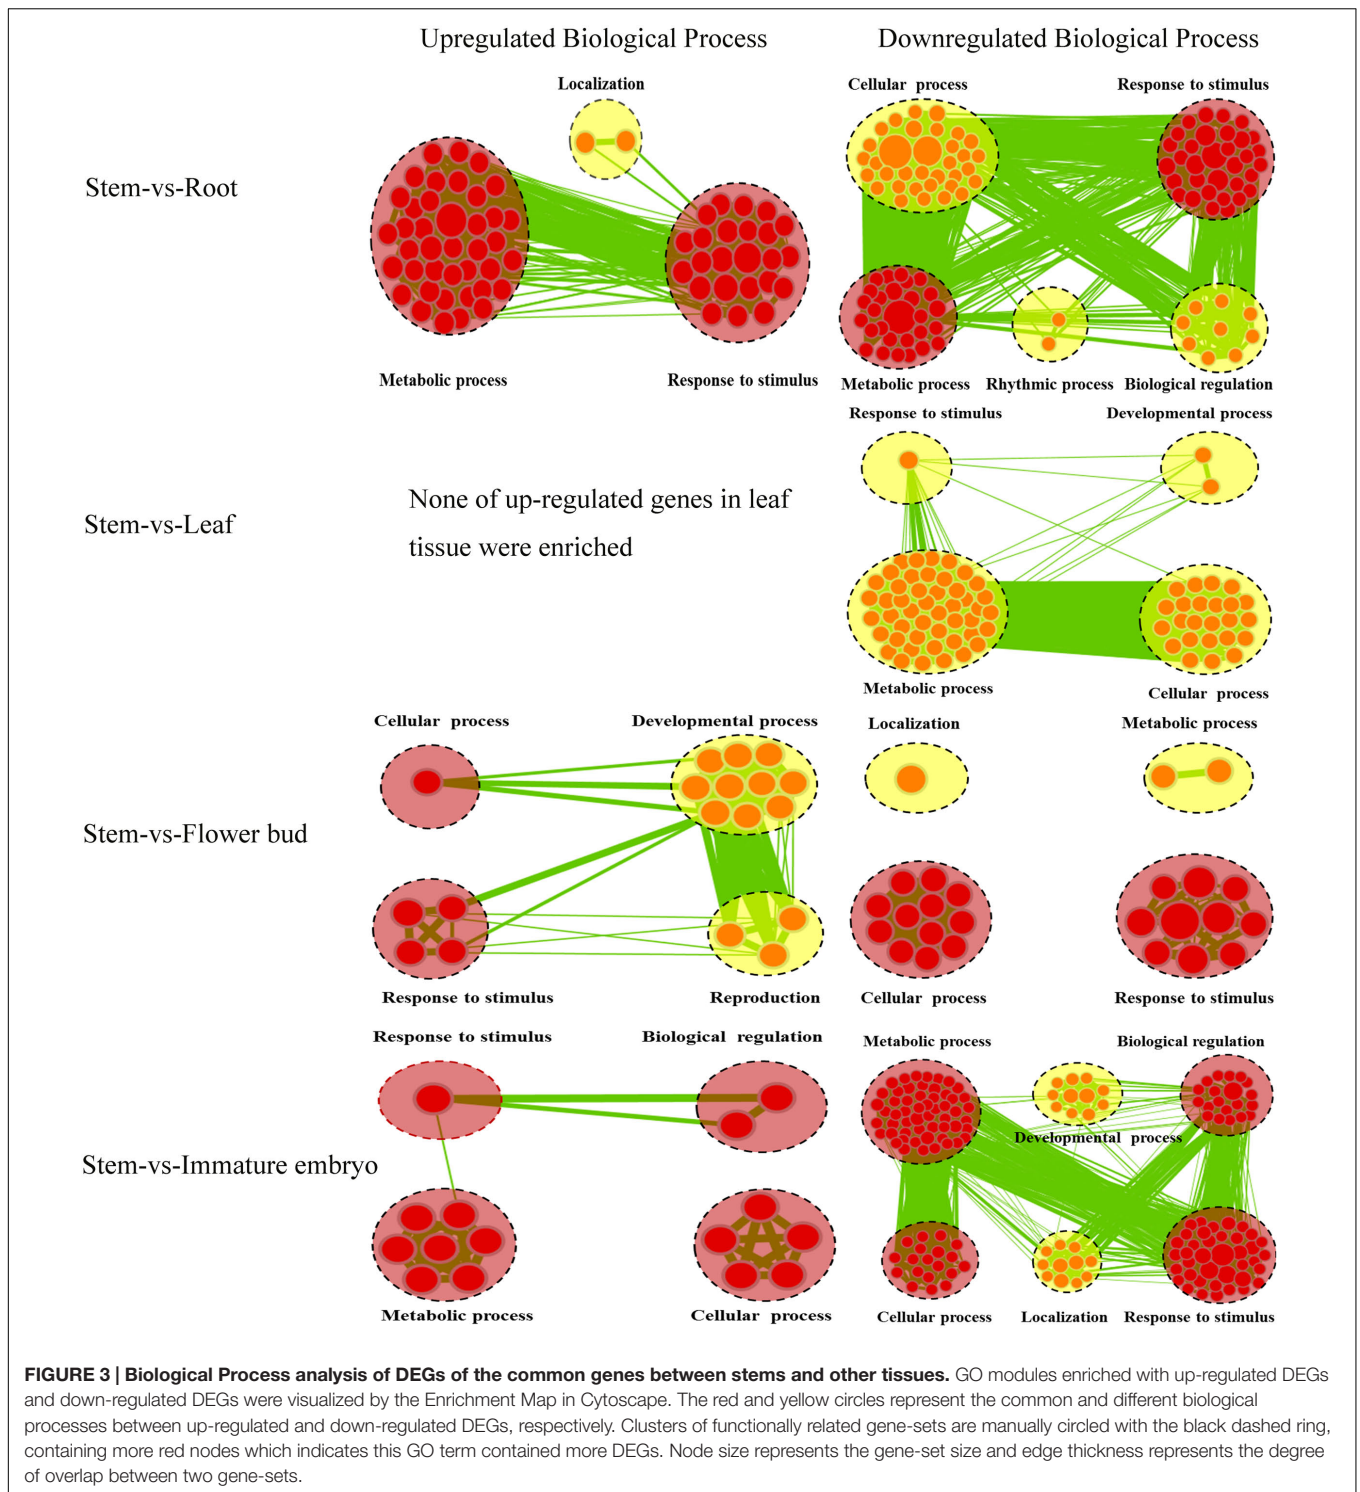 Upregulated Biological Process
Downregulated Biological Process
Stem-vs-Root
Localization
Metabolic process
Response to stimulus
Cellular process
Response to stimulus
Metabolic process
Rhythmic process
Biological regulation
Stem-vs-Leaf
None of up-regulated genes in leaf
tissue were enriched
Response to stimulus
Developmental process
Metabolic process
Cellular process
Stem-vs-Flower bud
Cellular process
Developmental process
Response to stimulus
Reproduction
Localization
Metabolic process
Cellular process
Response to stimulus
Stem-vs-Immature embryo
Response to stimulus
Biological regulation
Metabolic process
Cellular process
Metabolic process
Biological regulation
Developmental process
Cellular process
Localization
Response to stimulus
FIGURE 3 | Biological Process analysis of DEGs of the common genes between stems and other tissues. GO modules enriched with up-regulated DEGs
and down-regulated DEGs were visualized by the Enrichment Map in Cytoscape. The red and yellow circles represent the common and different biological
processes between up-regulated and down-regulated DEGs, respectively. Clusters of functionally related gene-sets are manually circled with the black dashed ring,
containing more red nodes which indicates this GO term contained more DEGs. Node size represents the gene-set size and edge thickness represents the degree
of overlap between two gene-sets.